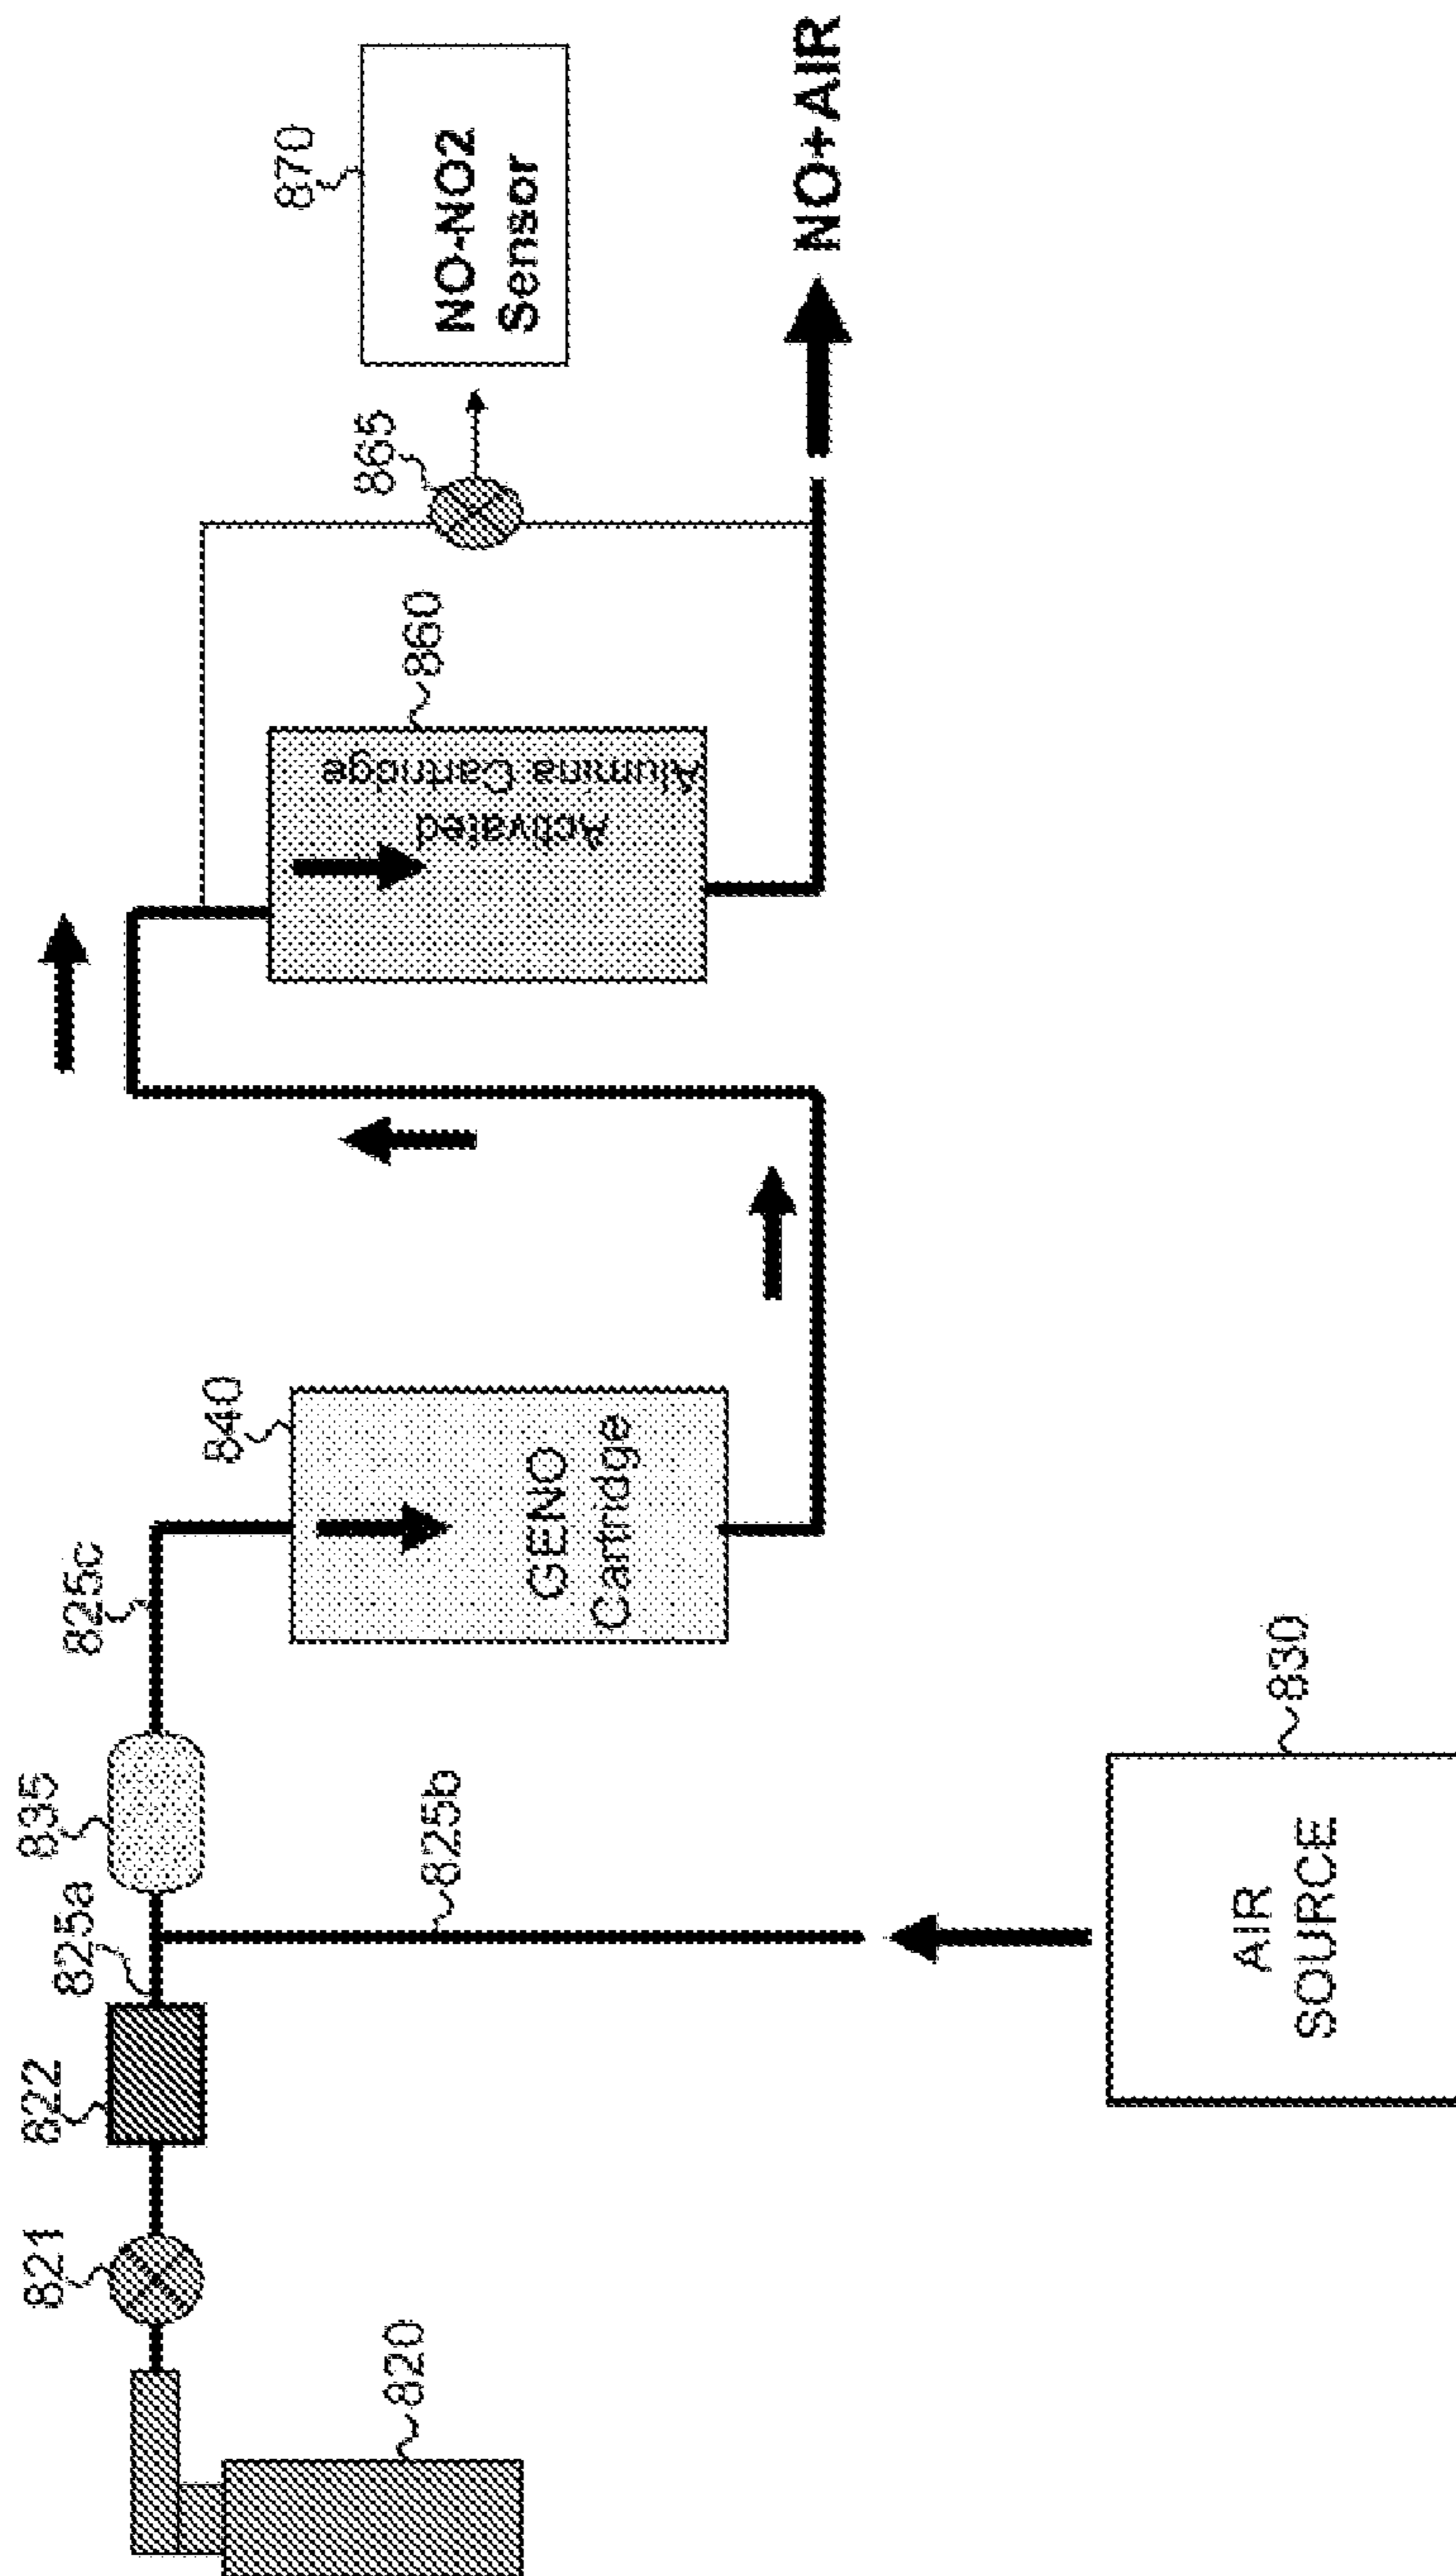 820
821
822
825a
835
825b
825c
AIR
SOURCE
830
840
GENO
Cartridge
Activated
Alumina Cartridge
860
865
870
NO-NO2
Sensor
NO+AIR